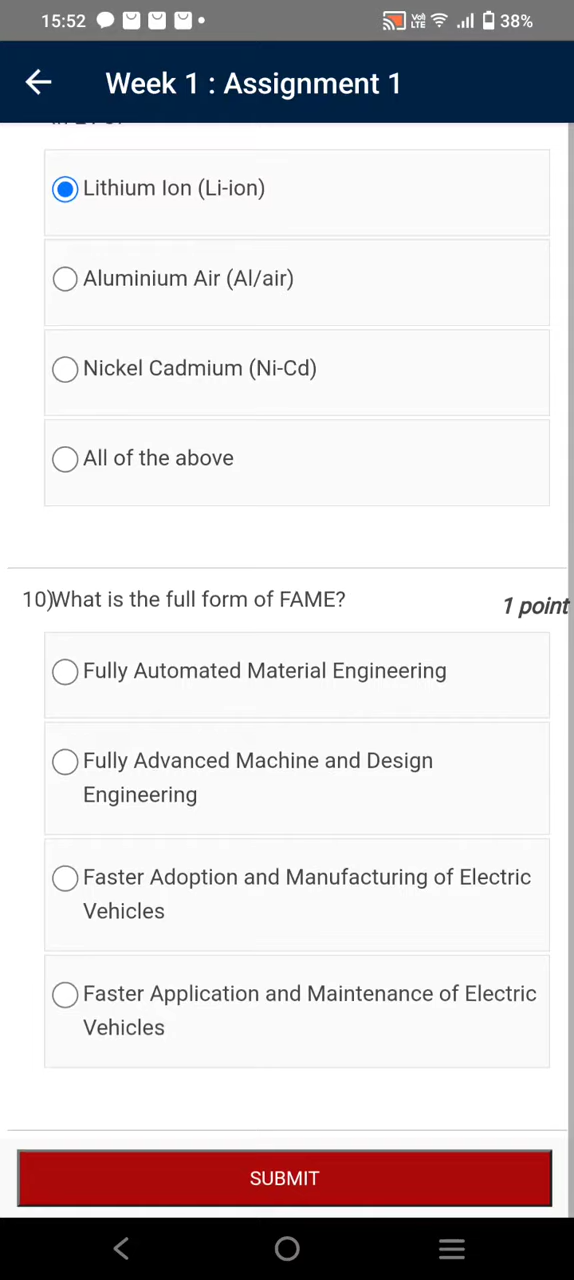 15:52
Vo) LTE
38%
Week 1 : Assignment 1
Lithium Ion (Li-ion)
Aluminium Air (Al/air)
Nickel Cadmium (Ni-Cd)
All of the above
10)What is the full form of FAME?
1 point
Fully Automated Material Engineering
Fully Advanced Machine and Design
Engineering
Faster Adoption and Manufacturing of Electric
Vehicles
Faster Application and Maintenance of Electric
Vehicles
SUBMIT